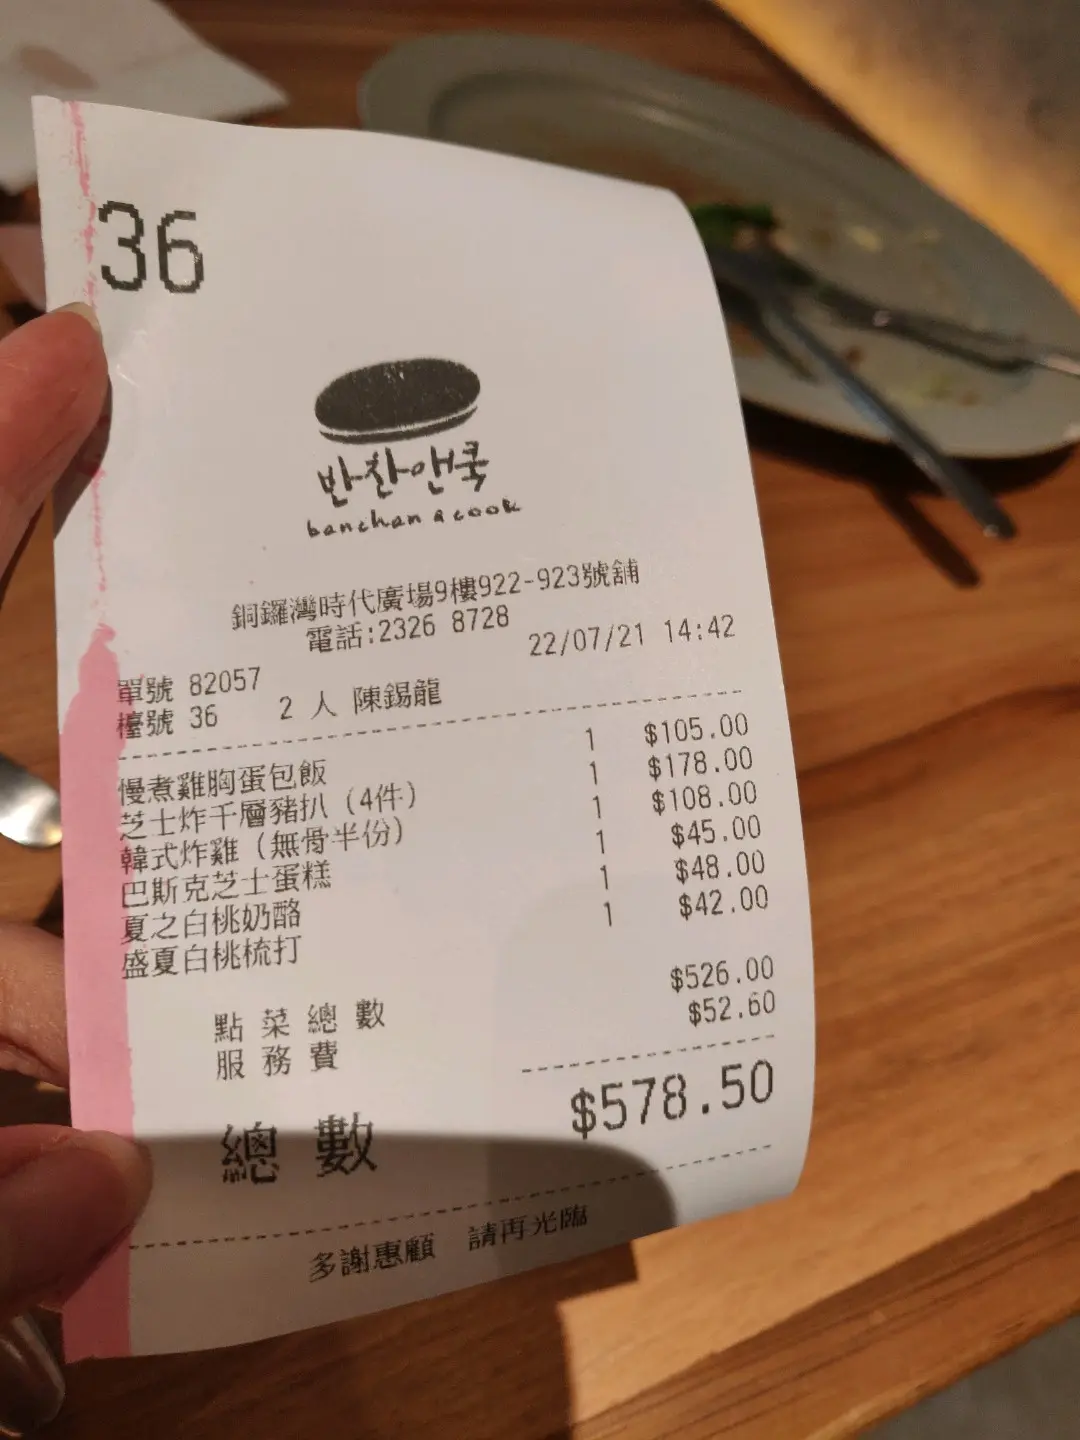 36
반찬앤쿡
banchan & cook
銅鑼灣時代廣場9樓922-923號舖
電話:2326 8728
22/07/21 14:42
單號 82057
檯號 36 2 人 陳錫龍
慢煮雞胸蛋包飯 1 $105.00
芝士炸千層豬扒 (4件) 1 $178.00
韓式炸雞 (無骨半份) 1 $108.00
巴斯克芝士蛋糕 1 $45.00
夏之白桃奶酪 1 $48.00
盛夏白桃梳打 1 $42.00
點菜總數 $526.00
服務費 $52.60
總數 $578.50
多謝惠顧 請再光臨